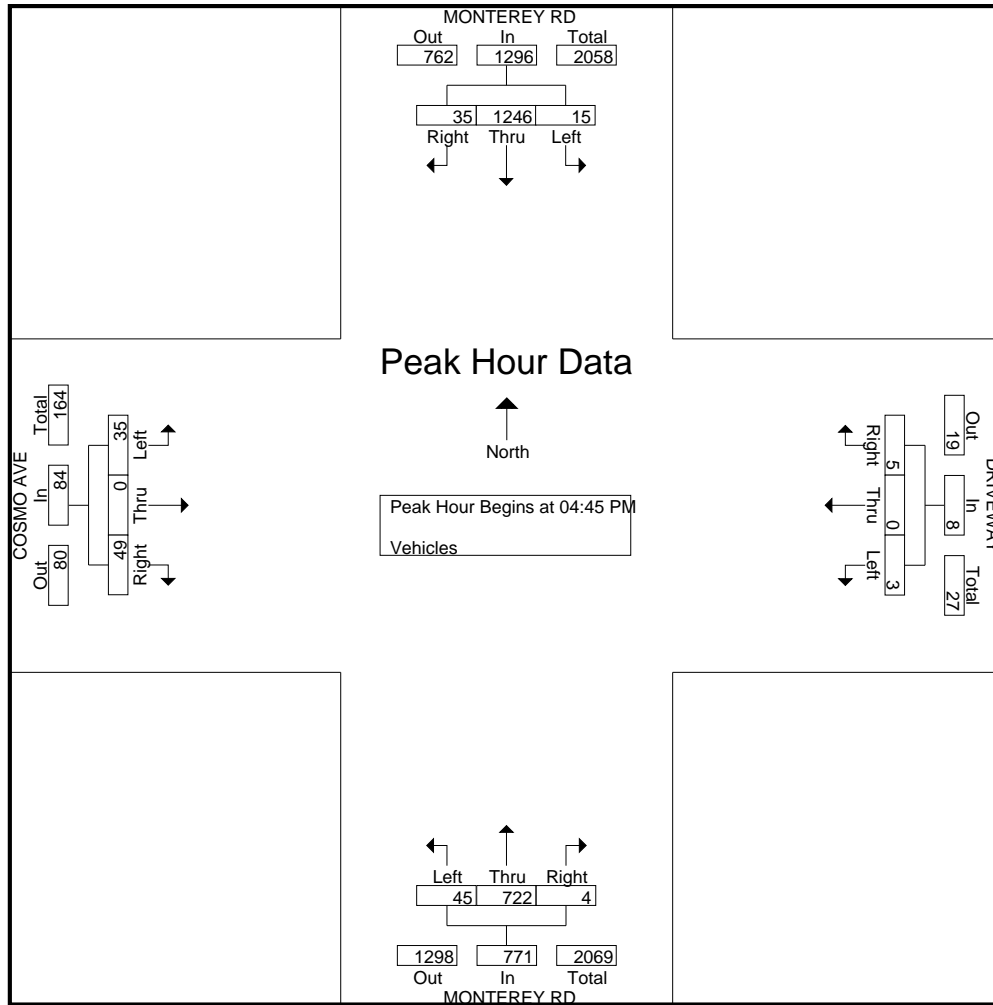 MONTEREY RD
Out In Total
762 1296 2058
35 1246 15
Right Thru Left
Peak Hour Data
North
Peak Hour Begins at 04:45 PM
Vehicles
COSMO AVE
Total In Out
164 84 80
35 0 49
Left Thru Right
DRIVEWAY
Out In Total
19 8 27
5 0 3
Right Thru Left
Left Thru Right
45 722 4
1298 771 2069
Out In Total
MONTEREY RD